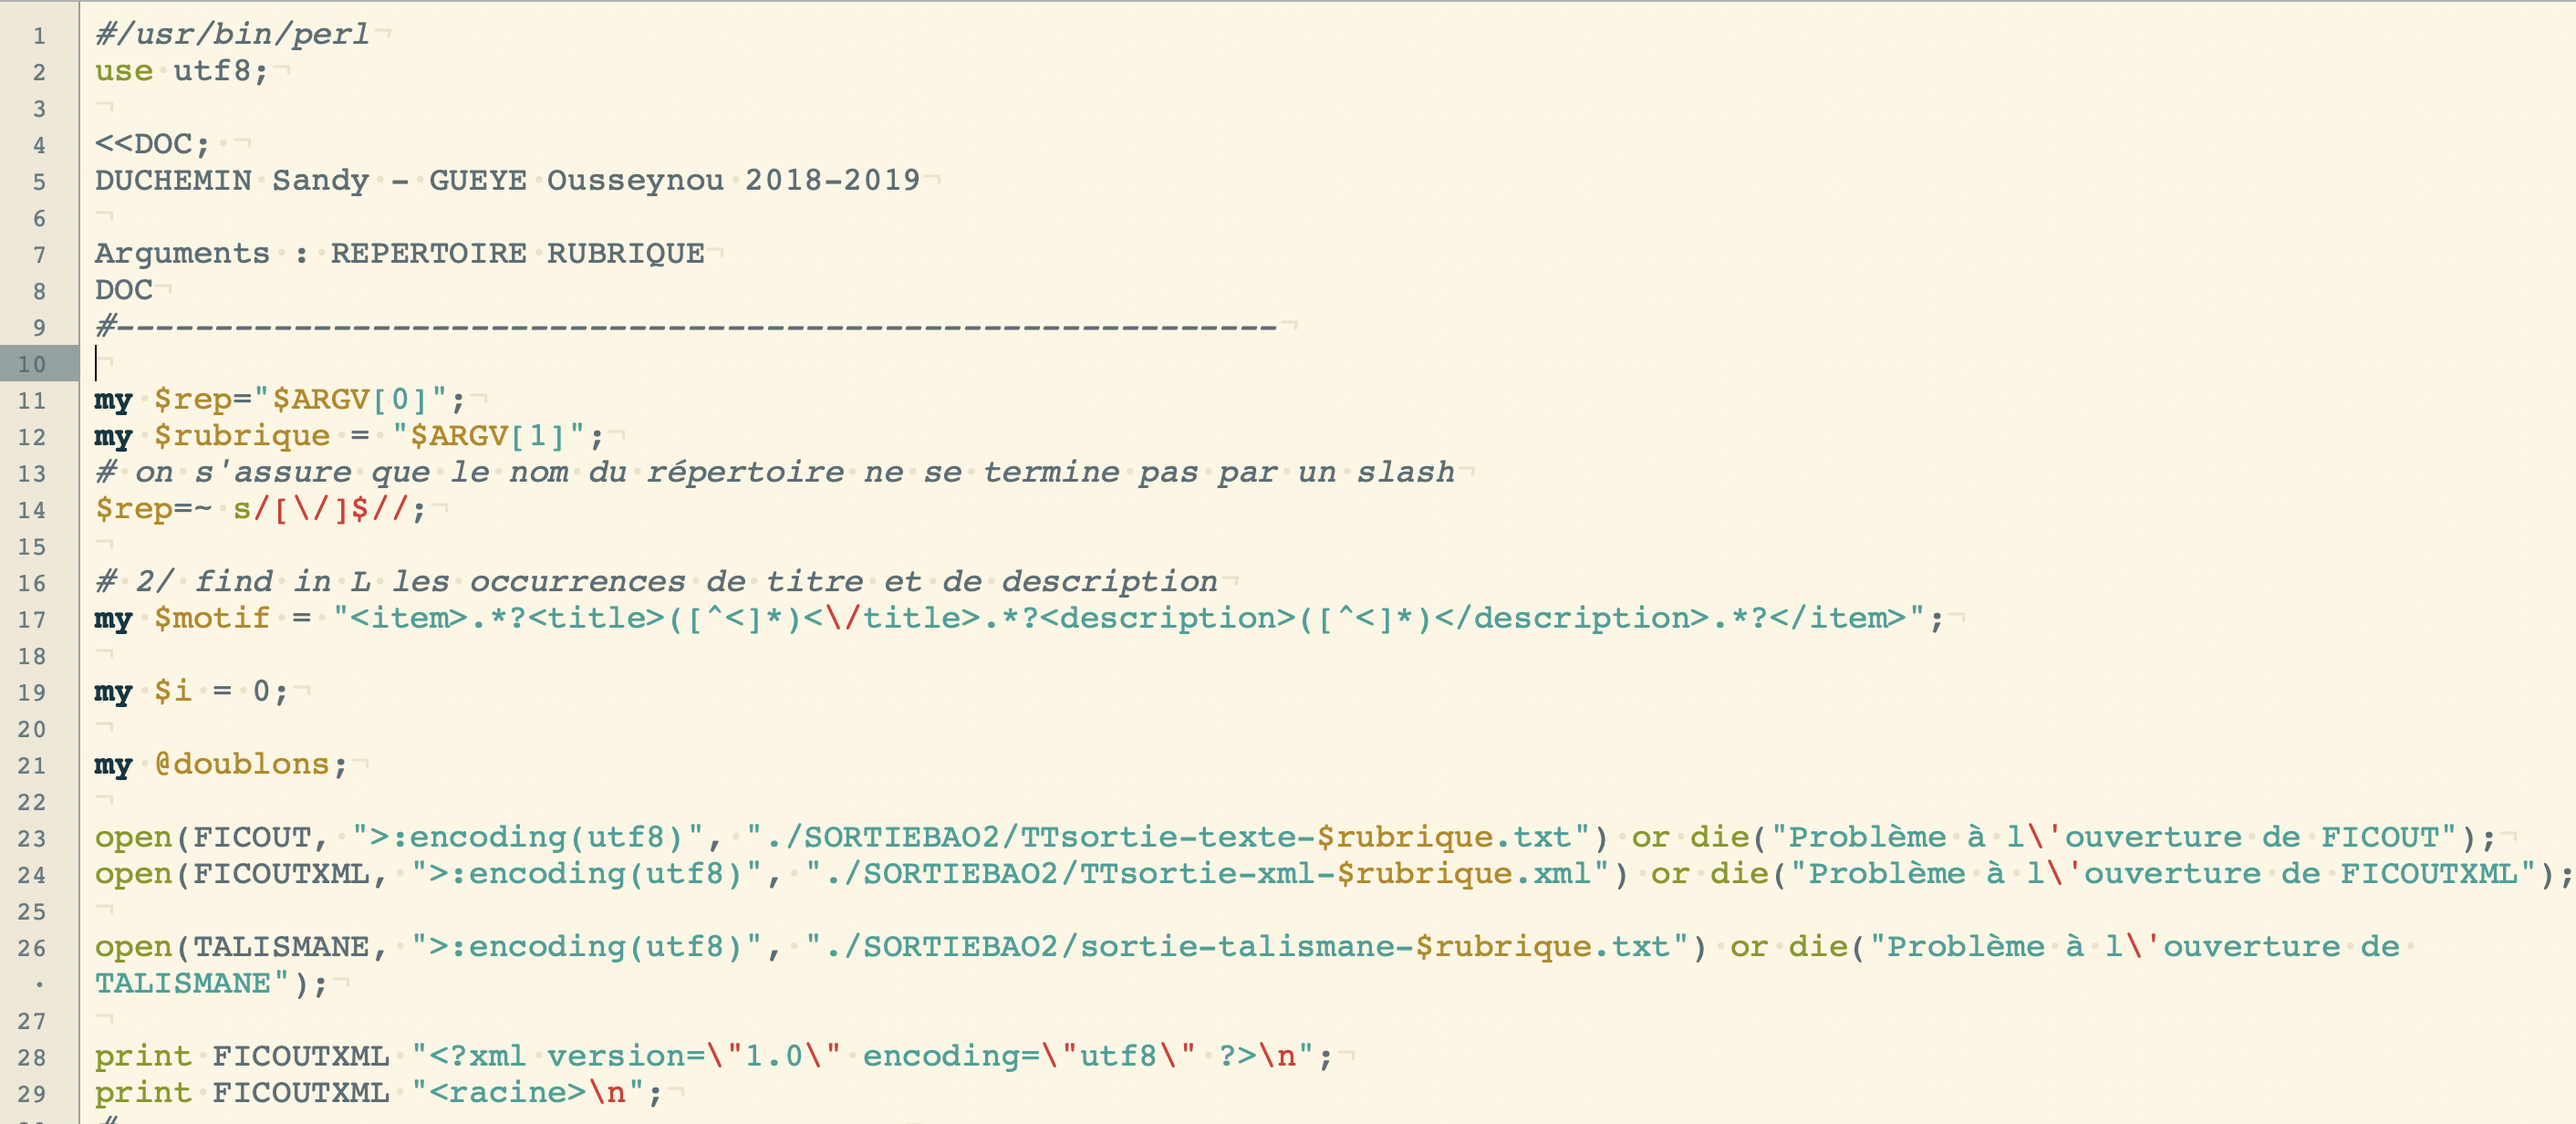 1 #/usr/bin/perl
2 use utf8;
3
4 <<DOC;
5 DUCHEMIN Sandy - GUEYE Ousseynou 2018-2019
6
7 Arguments : REPERTOIRE RUBRIQUE
8 DOC
9 #-----------------------------------------------------------
10
11 my $rep="$ARGV[0]";
12 my $rubrique = "$ARGV[1]";
13 # on s'assure que le nom du répertoire ne se termine pas par un slash
14 $rep=~ s/[\/]$//;
15
16 # 2/ find in L les occurrences de titre et de description
17 my $motif = "<item>.*?<title>([^<]*)<\/title>.*?<description>([^<]*)</description>.*?</item>";
18
19 my $i = 0;
20
21 my @doublons;
22
23 open(FICOUT, ">:encoding(utf8)", "./SORTIEBAO2/TTsortie-texte-$rubrique.txt") or die("Problème à l\'ouverture de FICOUT");
24 open(FICOUTXML, ">:encoding(utf8)", "./SORTIEBAO2/TTsortie-xml-$rubrique.xml") or die("Problème à l\'ouverture de FICOUTXML");
25
26 open(TALISMANE, ">:encoding(utf8)", "./SORTIEBAO2/sortie-talismane-$rubrique.txt") or die("Problème à l\'ouverture de
TALISMANE");
27
28 print FICOUTXML "<?xml version=\"1.0\" encoding=\"utf8\" ?>\n";
29 print FICOUTXML "<racine>\n";